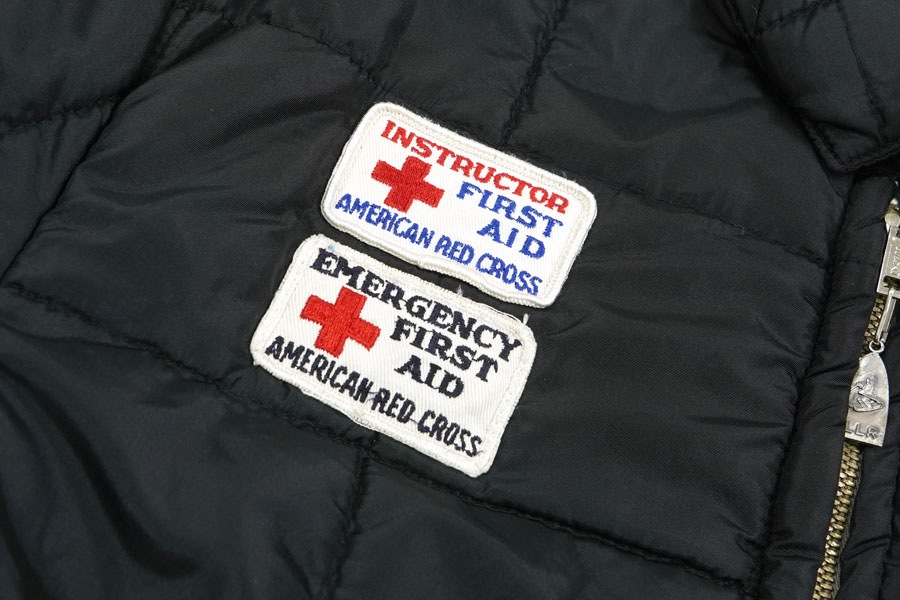 INSTRUCTOR
FIRST
AID
AMERICAN RED CROSS
EMERGENCY
FIRST
AID
AMERICAN RED CROSS